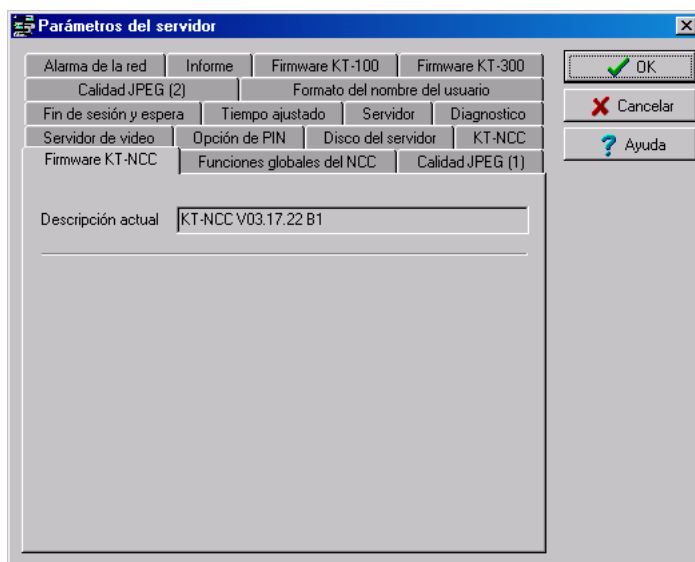 Parámetros del servidor
Alarma de la red Informe Firmware KT-100 Firmware KT-300
Calidad JPEG (2) Formato del nombre del usuario
Fin de sesión y espera Tiempo ajustado Servidor Diagnostico
Servidor de video Opción de PIN Disco del servidor KT-NCC
Firmware KT-NCC Funciones globales del NCC Calidad JPEG (1)
Descripción actual KT-NCC V03.17.22 B1
OK
Cancelar
Ayuda